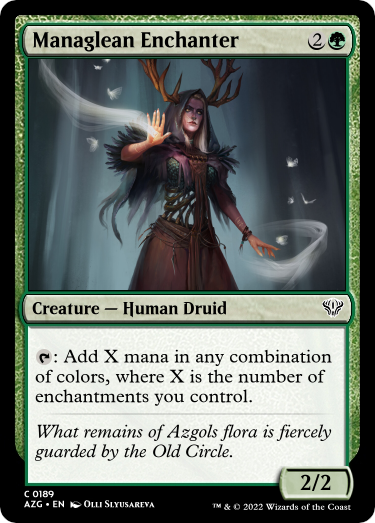 Managlean Enchanter 2
Creature — Human Druid
: Add X mana in any combination
of colors, where X is the number of
enchantments you control.
What remains of Azgols flora is fiercely
guarded by the Old Circle.
2/2
C 0189
AZG • EN Olli Slyusareva
™ & © 2022 Wizards of the Coast